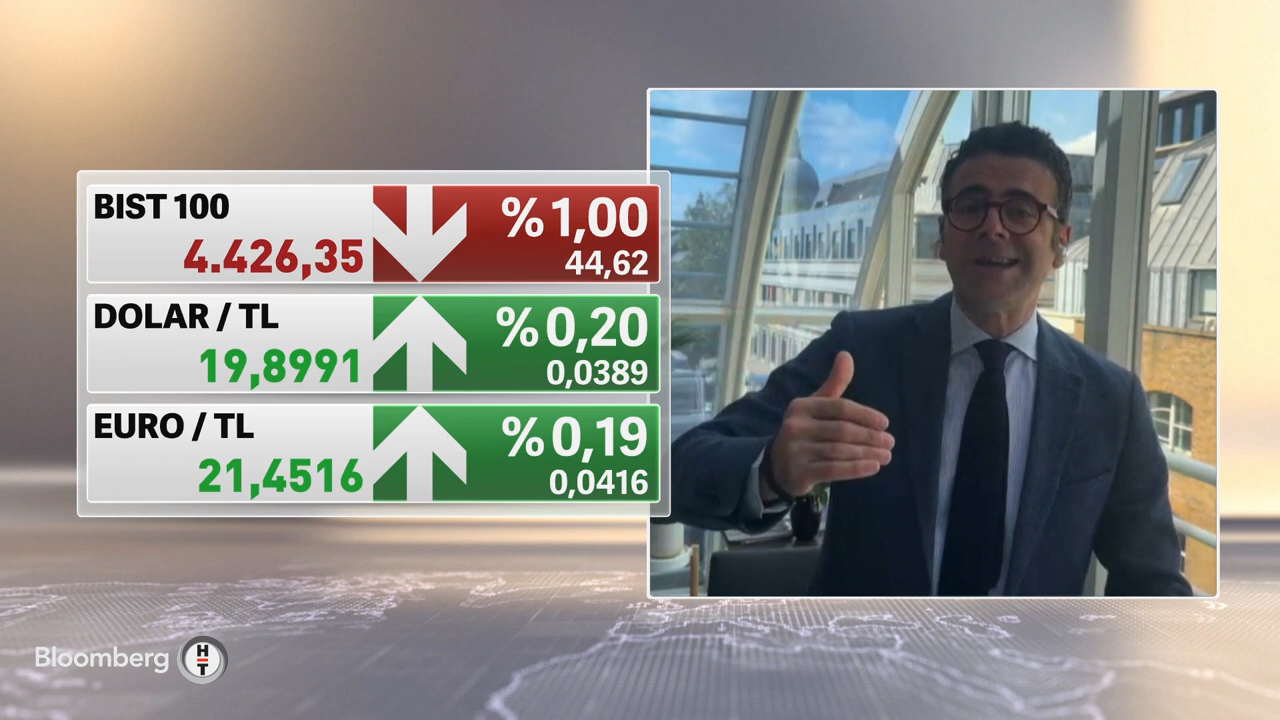 BIST 100
4.426,35
%1,00
44,62
DOLAR / TL
19,8991
%0,20
0,0389
EURO / TL
21,4516
%0,19
0,0416
Bloomberg HT